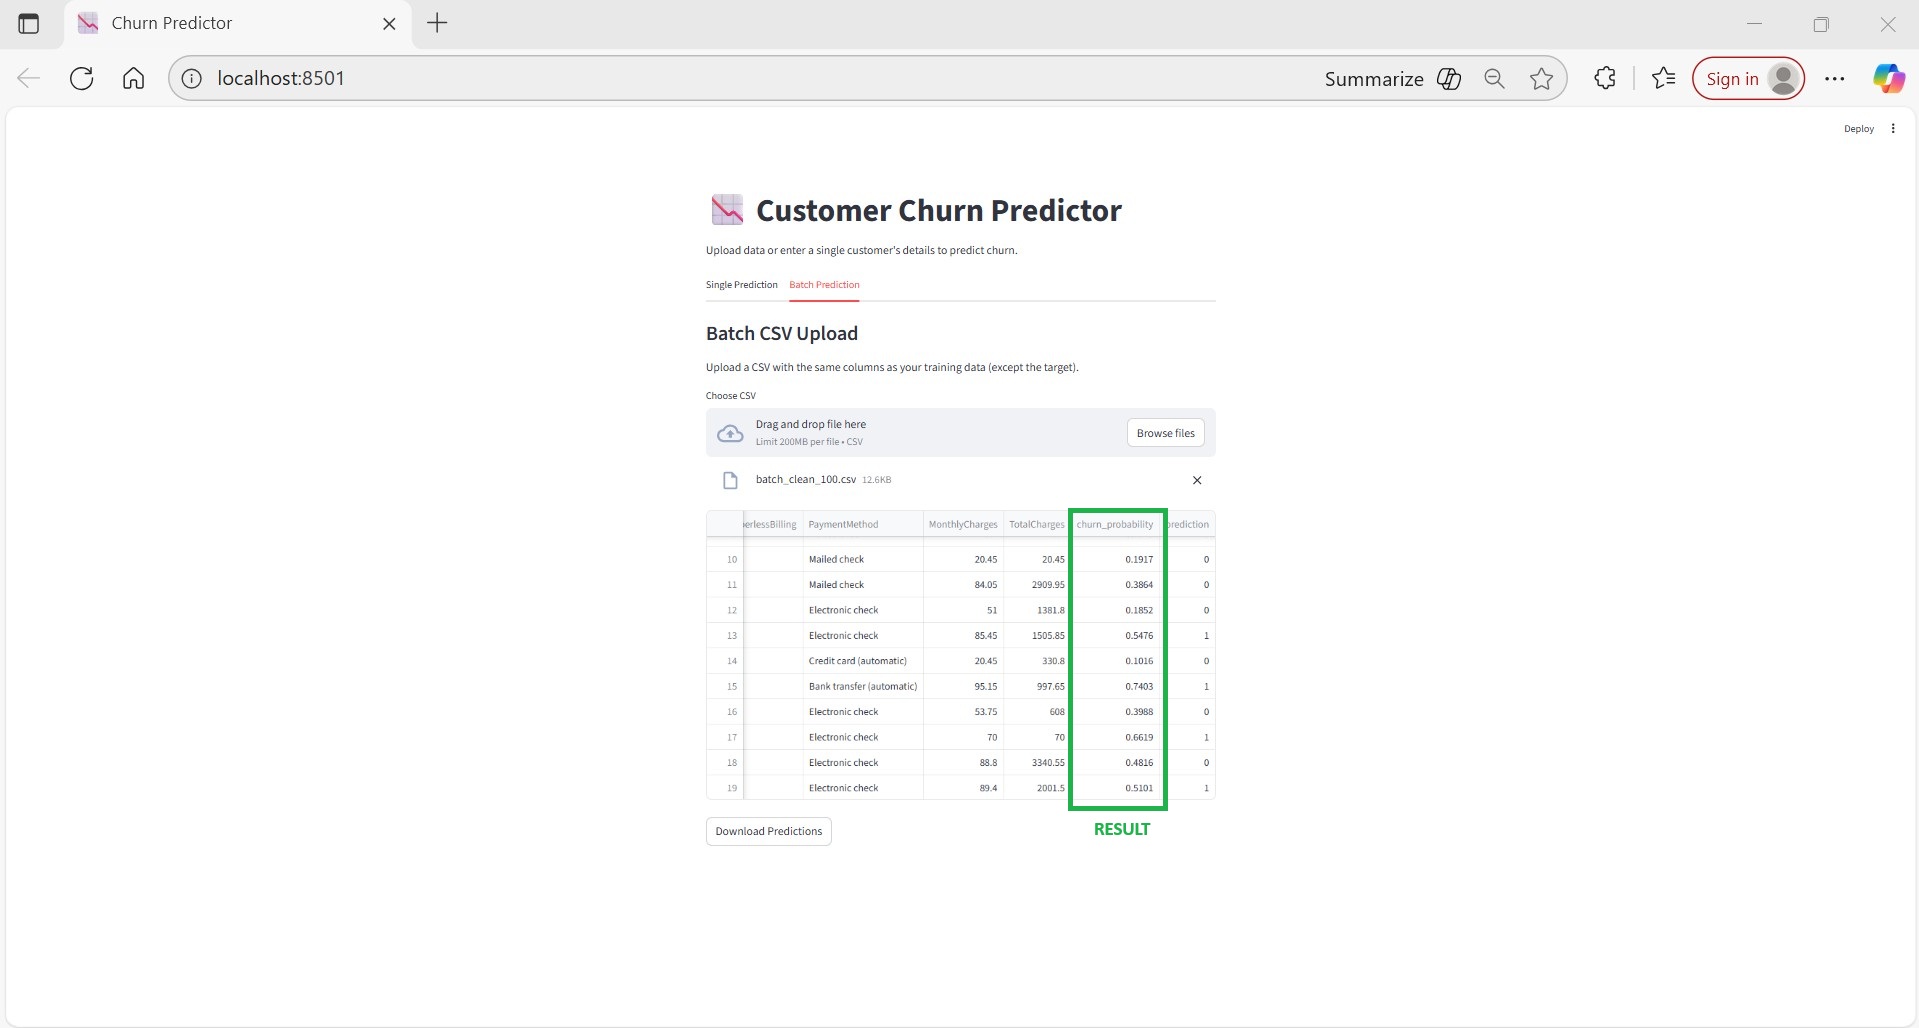 Churn Predictor
localhost:8501
Summarize
Sign in
Deploy
Customer Churn Predictor
Upload data or enter a single customer's details to predict churn.
Single Prediction Batch Prediction
Batch CSV Upload
Upload a CSV with the same columns as your training data (except the target).
Choose CSV
Drag and drop file here
Limit 200MB per file • CSV
Browse files
batch_clean_100.csv 12.6KB
erlessBilling PaymentMethod MonthlyCharges TotalCharges churn_probability prediction
10 Mailed check 20.45 20.45 0.1917 0
11 Mailed check 84.05 2909.95 0.3864 0
12 Electronic check 51 1381.8 0.1852 0
13 Electronic check 85.45 1505.85 0.5476 1
14 Credit card (automatic) 20.45 330.8 0.1016 0
15 Bank transfer (automatic) 95.15 997.65 0.7403 1
16 Electronic check 53.75 608 0.3988 0
17 Electronic check 70 70 0.6619 1
18 Electronic check 88.8 3340.55 0.4816 0
19 Electronic check 89.4 2001.5 0.5101 1
Download Predictions
RESULT